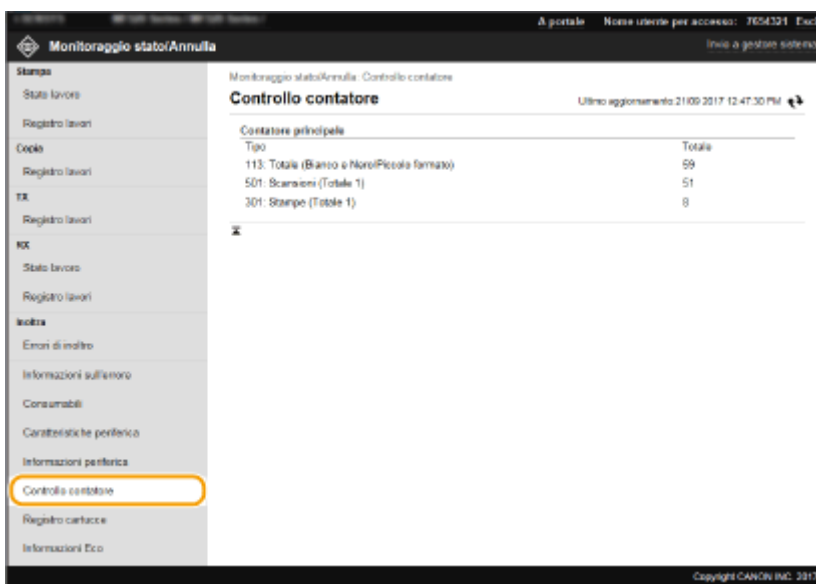 A portale Nome utente per accesso: 7654321
Monitoraggio stato/Annulla
Invia a gestore sistema
Stampa
Stato lavoro
Registro lavori
Copia
Registro lavori
TX
Registro lavori
RX
Stato lavoro
Registro lavori
Inoltra
Errori di inoltro
Informazioni sull'errore
Consumabili
Caratteristiche periferica
Informazioni periferica
Controllo contatore
Registro cartucce
Informazioni Eco
Monitoraggio stato/Annulla: Controllo contatore
Controllo contatore
Ultimo aggiornamento: 21/09 2017 12:47:30 PM
Contatore principale
Tipo Totale
113: Totale (Bianco e Nero/Piccolo formato) 59
501: Scansioni (Totale 1) 51
301: Stampe (Totale 1) 8
Copyright CANON INC. 2017